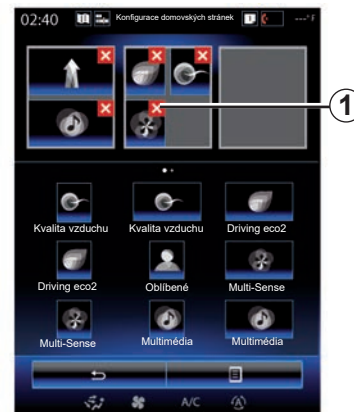 02:40 Konfigurace domovských stránek ---°F
1
Kvalita vzduchu Kvalita vzduchu Driving eco2
Driving eco2 Oblíbené Multi-Sense
Multi-Sense Multimédia Multimédia
A/C